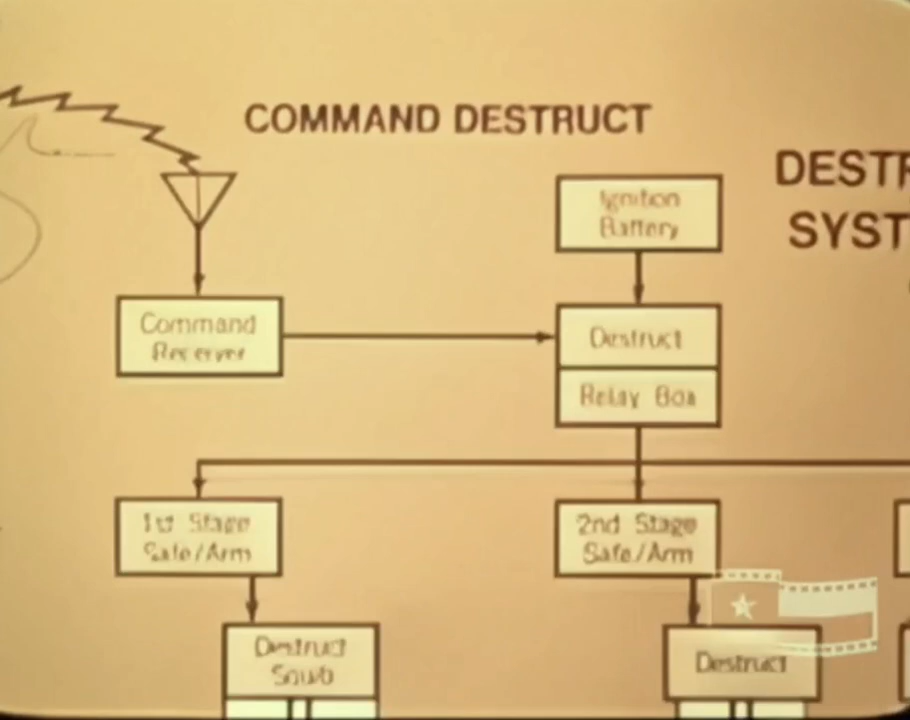 COMMAND DESTRUCT
DESTR
SYST
Ignition
Battery
Command
Receiver
Destruct
Relay Box
1st Stage
Safe/Arm
2nd Stage
Safe/Arm
Destruct
Squib
Destruct